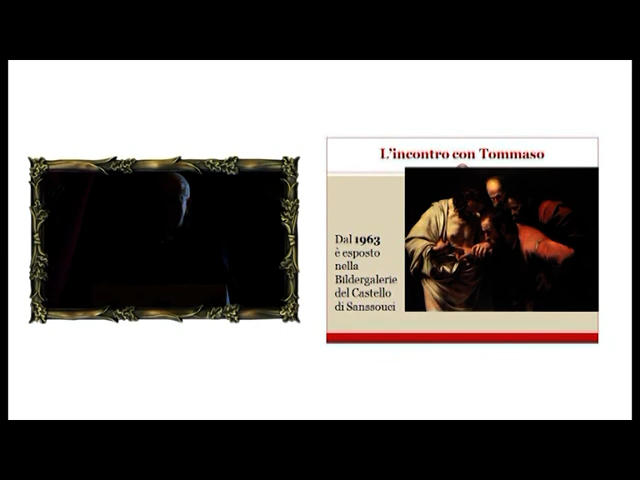 L'incontro con Tommaso
Dal 1963
è esposto
nella
Bildergalerie
del Castello
di Sanssouci